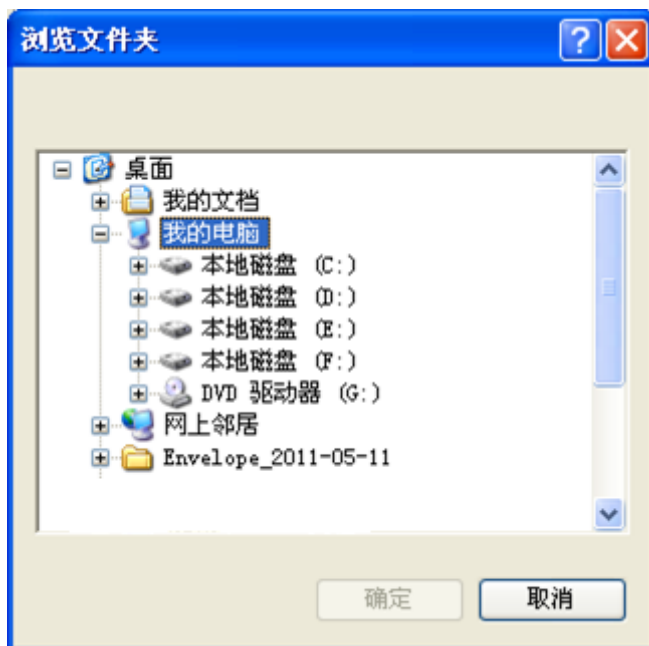 浏览文件夹
桌面
我的文档
我的电脑
本地磁盘 (C:)
本地磁盘 (D:)
本地磁盘 (E:)
本地磁盘 (F:)
DVD 驱动器 (G:)
网上邻居
Envelope_2011-05-11
确定 取消